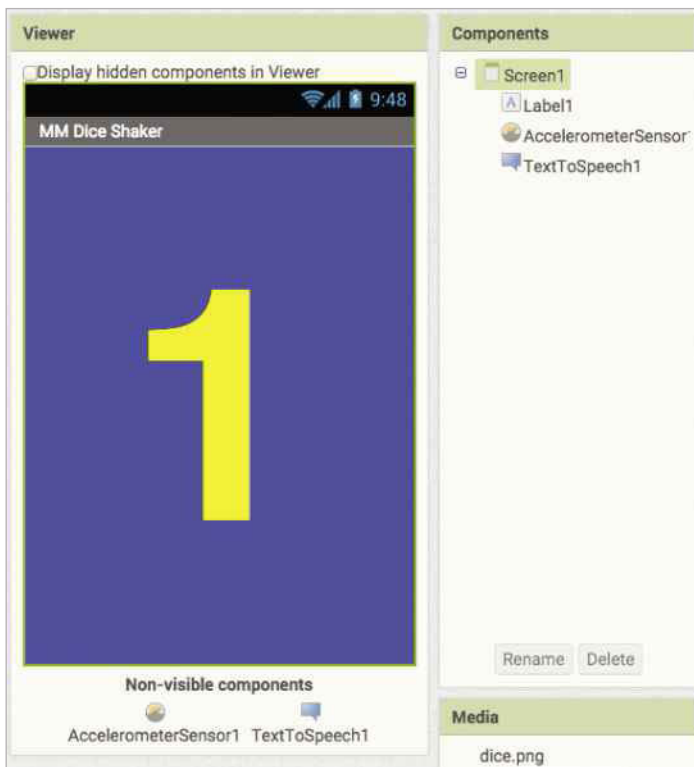 Viewer
Display hidden components in Viewer
9:48
MM Dice Shaker
1
Non-visible components
AccelerometerSensor1 TextToSpeech1
Components
Screen1
A Label1
AccelerometerSensor1
TextToSpeech1
Rename Delete
Media
dice.png